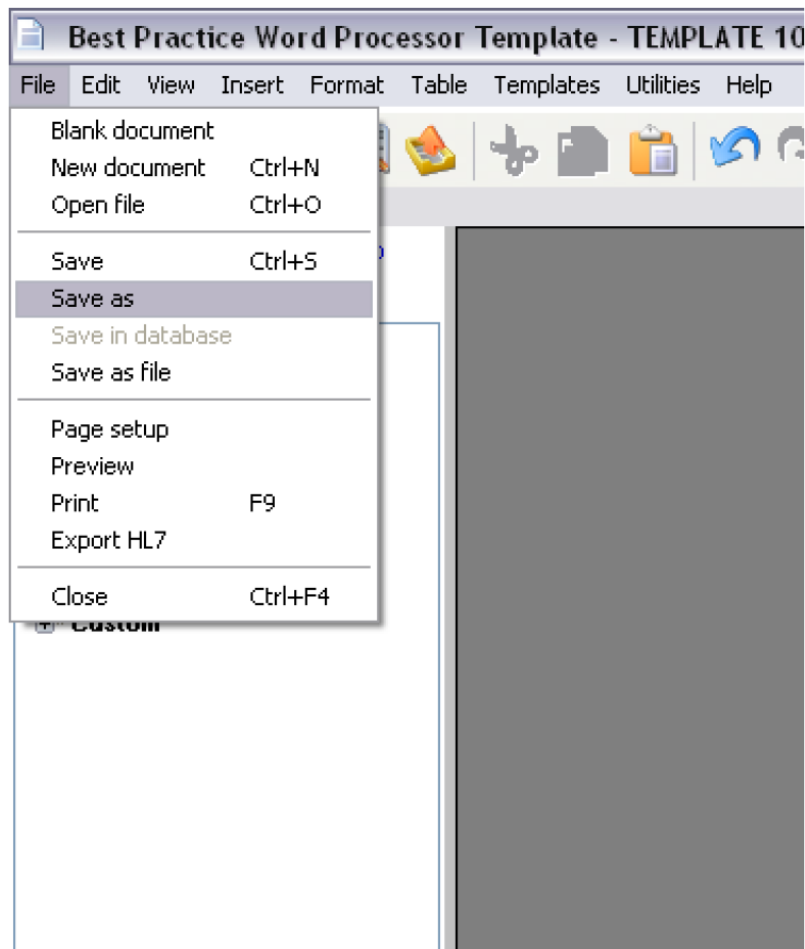 Best Practice Word Processor Template - TEMPLATE 10
File Edit View Insert Format Table Templates Utilities Help
Blank document
New document Ctrl+N
Open file Ctrl+O
Save Ctrl+S
Save as
Save in database
Save as file
Page setup
Preview
Print F9
Export HL7
Close Ctrl+F4
Custom